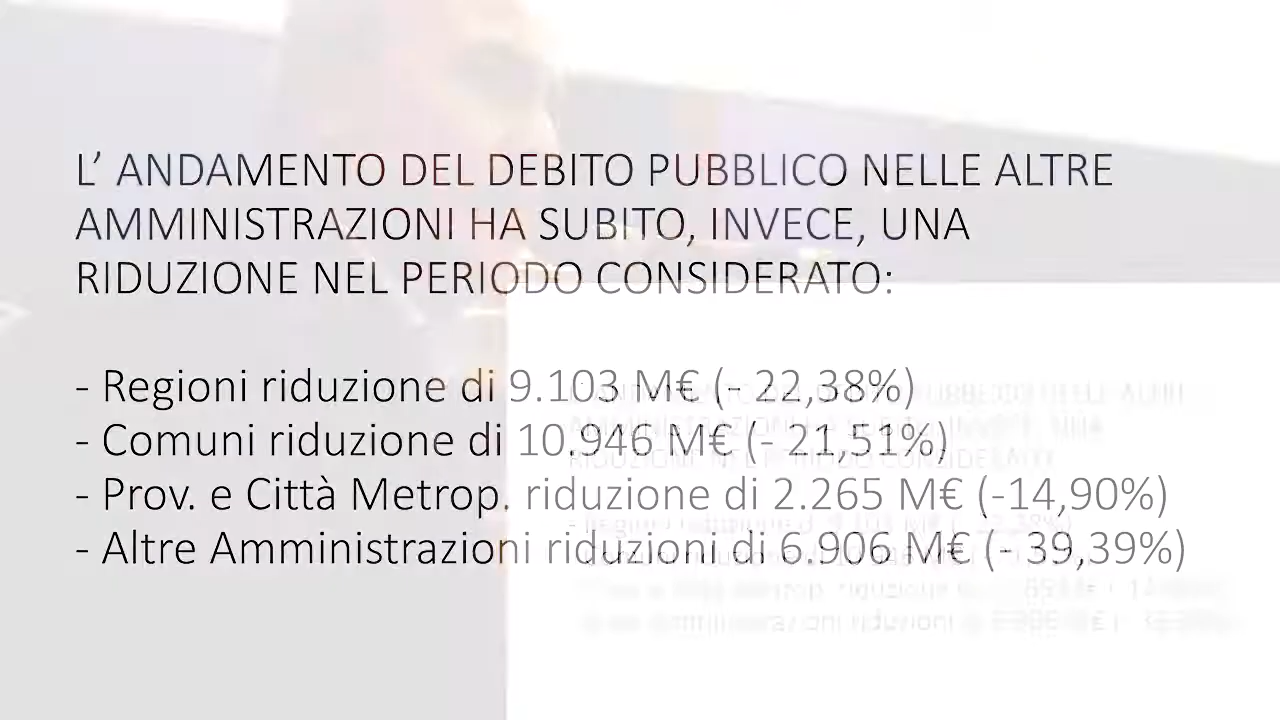 L’ ANDAMENTO DEL DEBITO PUBBLICO NELLE ALTRE
AMMINISTRAZIONI HA SUBITO, INVECE, UNA
RIDUZIONE NEL PERIODO CONSIDERATO:
- Regioni riduzione di 9.103 M€ (- 22,38%)
- Comuni riduzione di 10.946 M€ (- 21,51%)
- Prov. e Città Metrop. riduzione di 2.265 M€ (-14,90%)
- Altre Amministrazioni riduzioni di 6.906 M€ (- 39,39%)